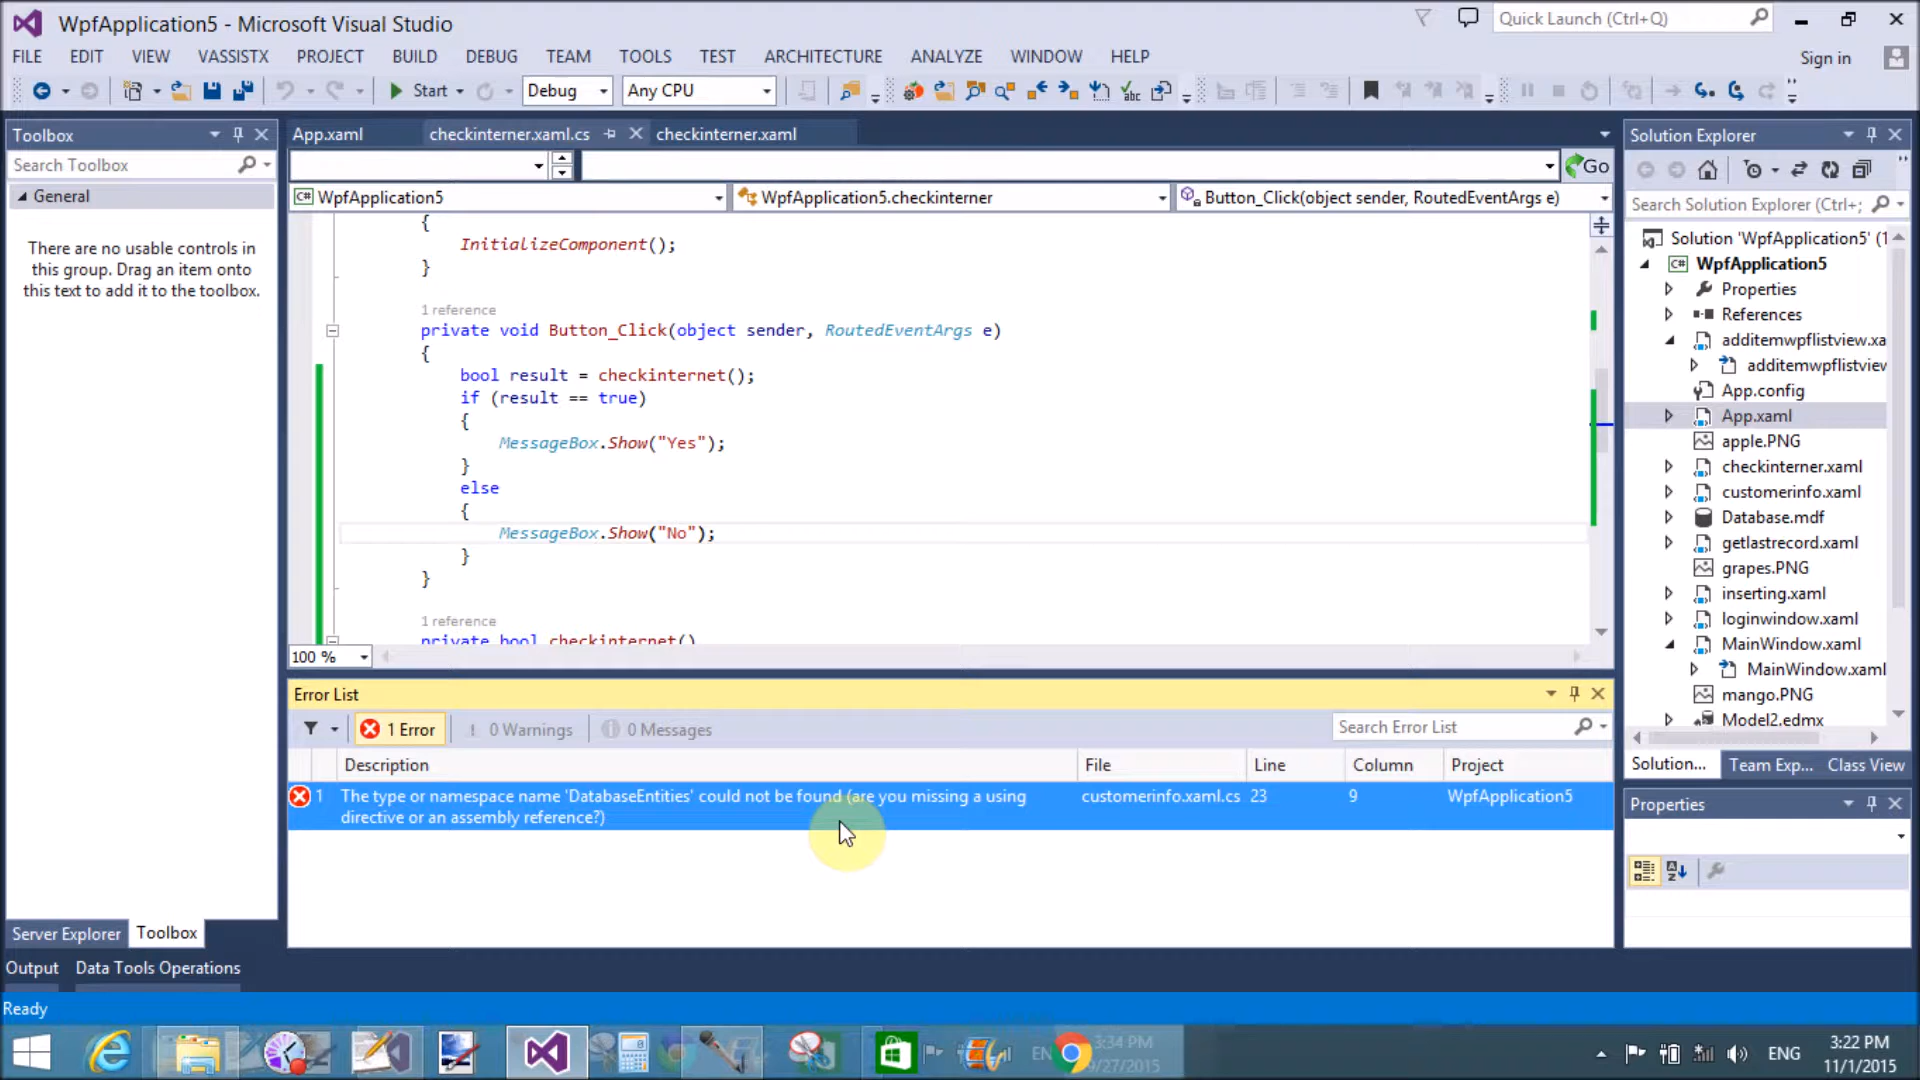 WpfApplication5 - Microsoft Visual Studio
Quick Launch (Ctrl+Q)
FILE EDIT VIEW VASSISTX PROJECT BUILD DEBUG TEAM TOOLS TEST ARCHITECTURE ANALYZE WINDOW HELP
Sign in
Start Debug Any CPU
Toolbox
Search Toolbox
General
There are no usable controls in
this group. Drag an item onto
this text to add it to the toolbox.
Server Explorer Toolbox
App.xaml checkinterner.xaml.cs checkinterner.xaml
Go
WpfApplication5 WpfApplication5.checkinterner Button_Click(object sender, RoutedEventArgs e)
{
InitializeComponent();
}
1 reference
private void Button_Click(object sender, RoutedEventArgs e)
{
bool result = checkinternet();
if (result == true)
{
MessageBox.Show("Yes");
}
else
{
MessageBox.Show("No");
}
}
1 reference
private bool checkinternet()
100 %
Error List
1 Error 0 Warnings 0 Messages
Search Error List
Description File Line Column Project
1 The type or namespace name 'DatabaseEntities' could not be found (are you missing a using customerinfo.xaml.cs 23 9 WpfApplication5
directive or an assembly reference?)
Solution Explorer
Search Solution Explorer (Ctrl+;
Solution 'WpfApplication5' (1
C# WpfApplication5
Properties
References
additemwpflistview.xa
additemwpflistview
App.config
App.xaml
apple.PNG
checkinterner.xaml
customerinfo.xaml
Database.mdf
getlastrecord.xaml
grapes.PNG
inserting.xaml
loginwindow.xaml
MainWindow.xaml
MainWindow.xaml
mango.PNG
Model2.edmx
Solution... Team Exp... Class View
Properties
Output Data Tools Operations
Ready
3:34 PM
9/27/2015
ENG
3:22 PM
11/1/2015